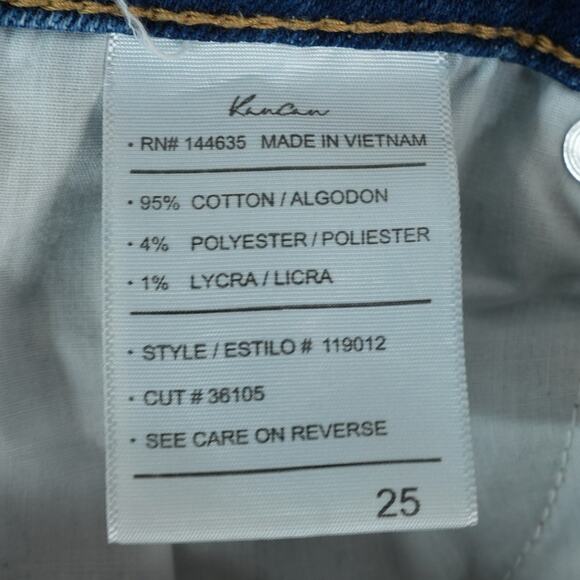 KanCan
• RN# 144635 MADE IN VIETNAM
• 95% COTTON / ALGODON
• 4% POLYESTER / POLIESTER
• 1% LYCRA / LICRA
• STYLE / ESTILO # 119012
• CUT # 36105
• SEE CARE ON REVERSE
25